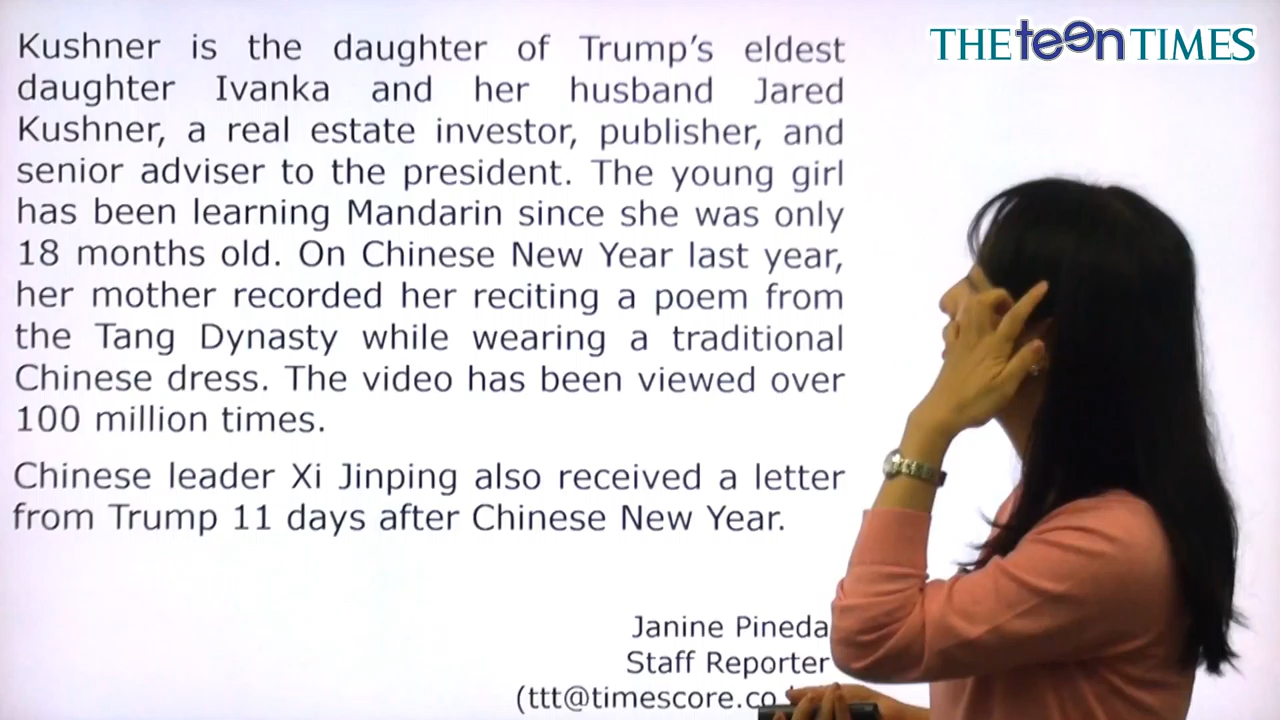 THE teen TIMES
Kushner is the daughter of Trump's eldest
daughter Ivanka and her husband Jared
Kushner, a real estate investor, publisher, and
senior adviser to the president. The young girl
has been learning Mandarin since she was only
18 months old. On Chinese New Year last year,
her mother recorded her reciting a poem from
the Tang Dynasty while wearing a traditional
Chinese dress. The video has been viewed over
100 million times.
Chinese leader Xi Jinping also received a letter
from Trump 11 days after Chinese New Year.
Janine Pineda
Staff Reporter
(ttt@timescore.co